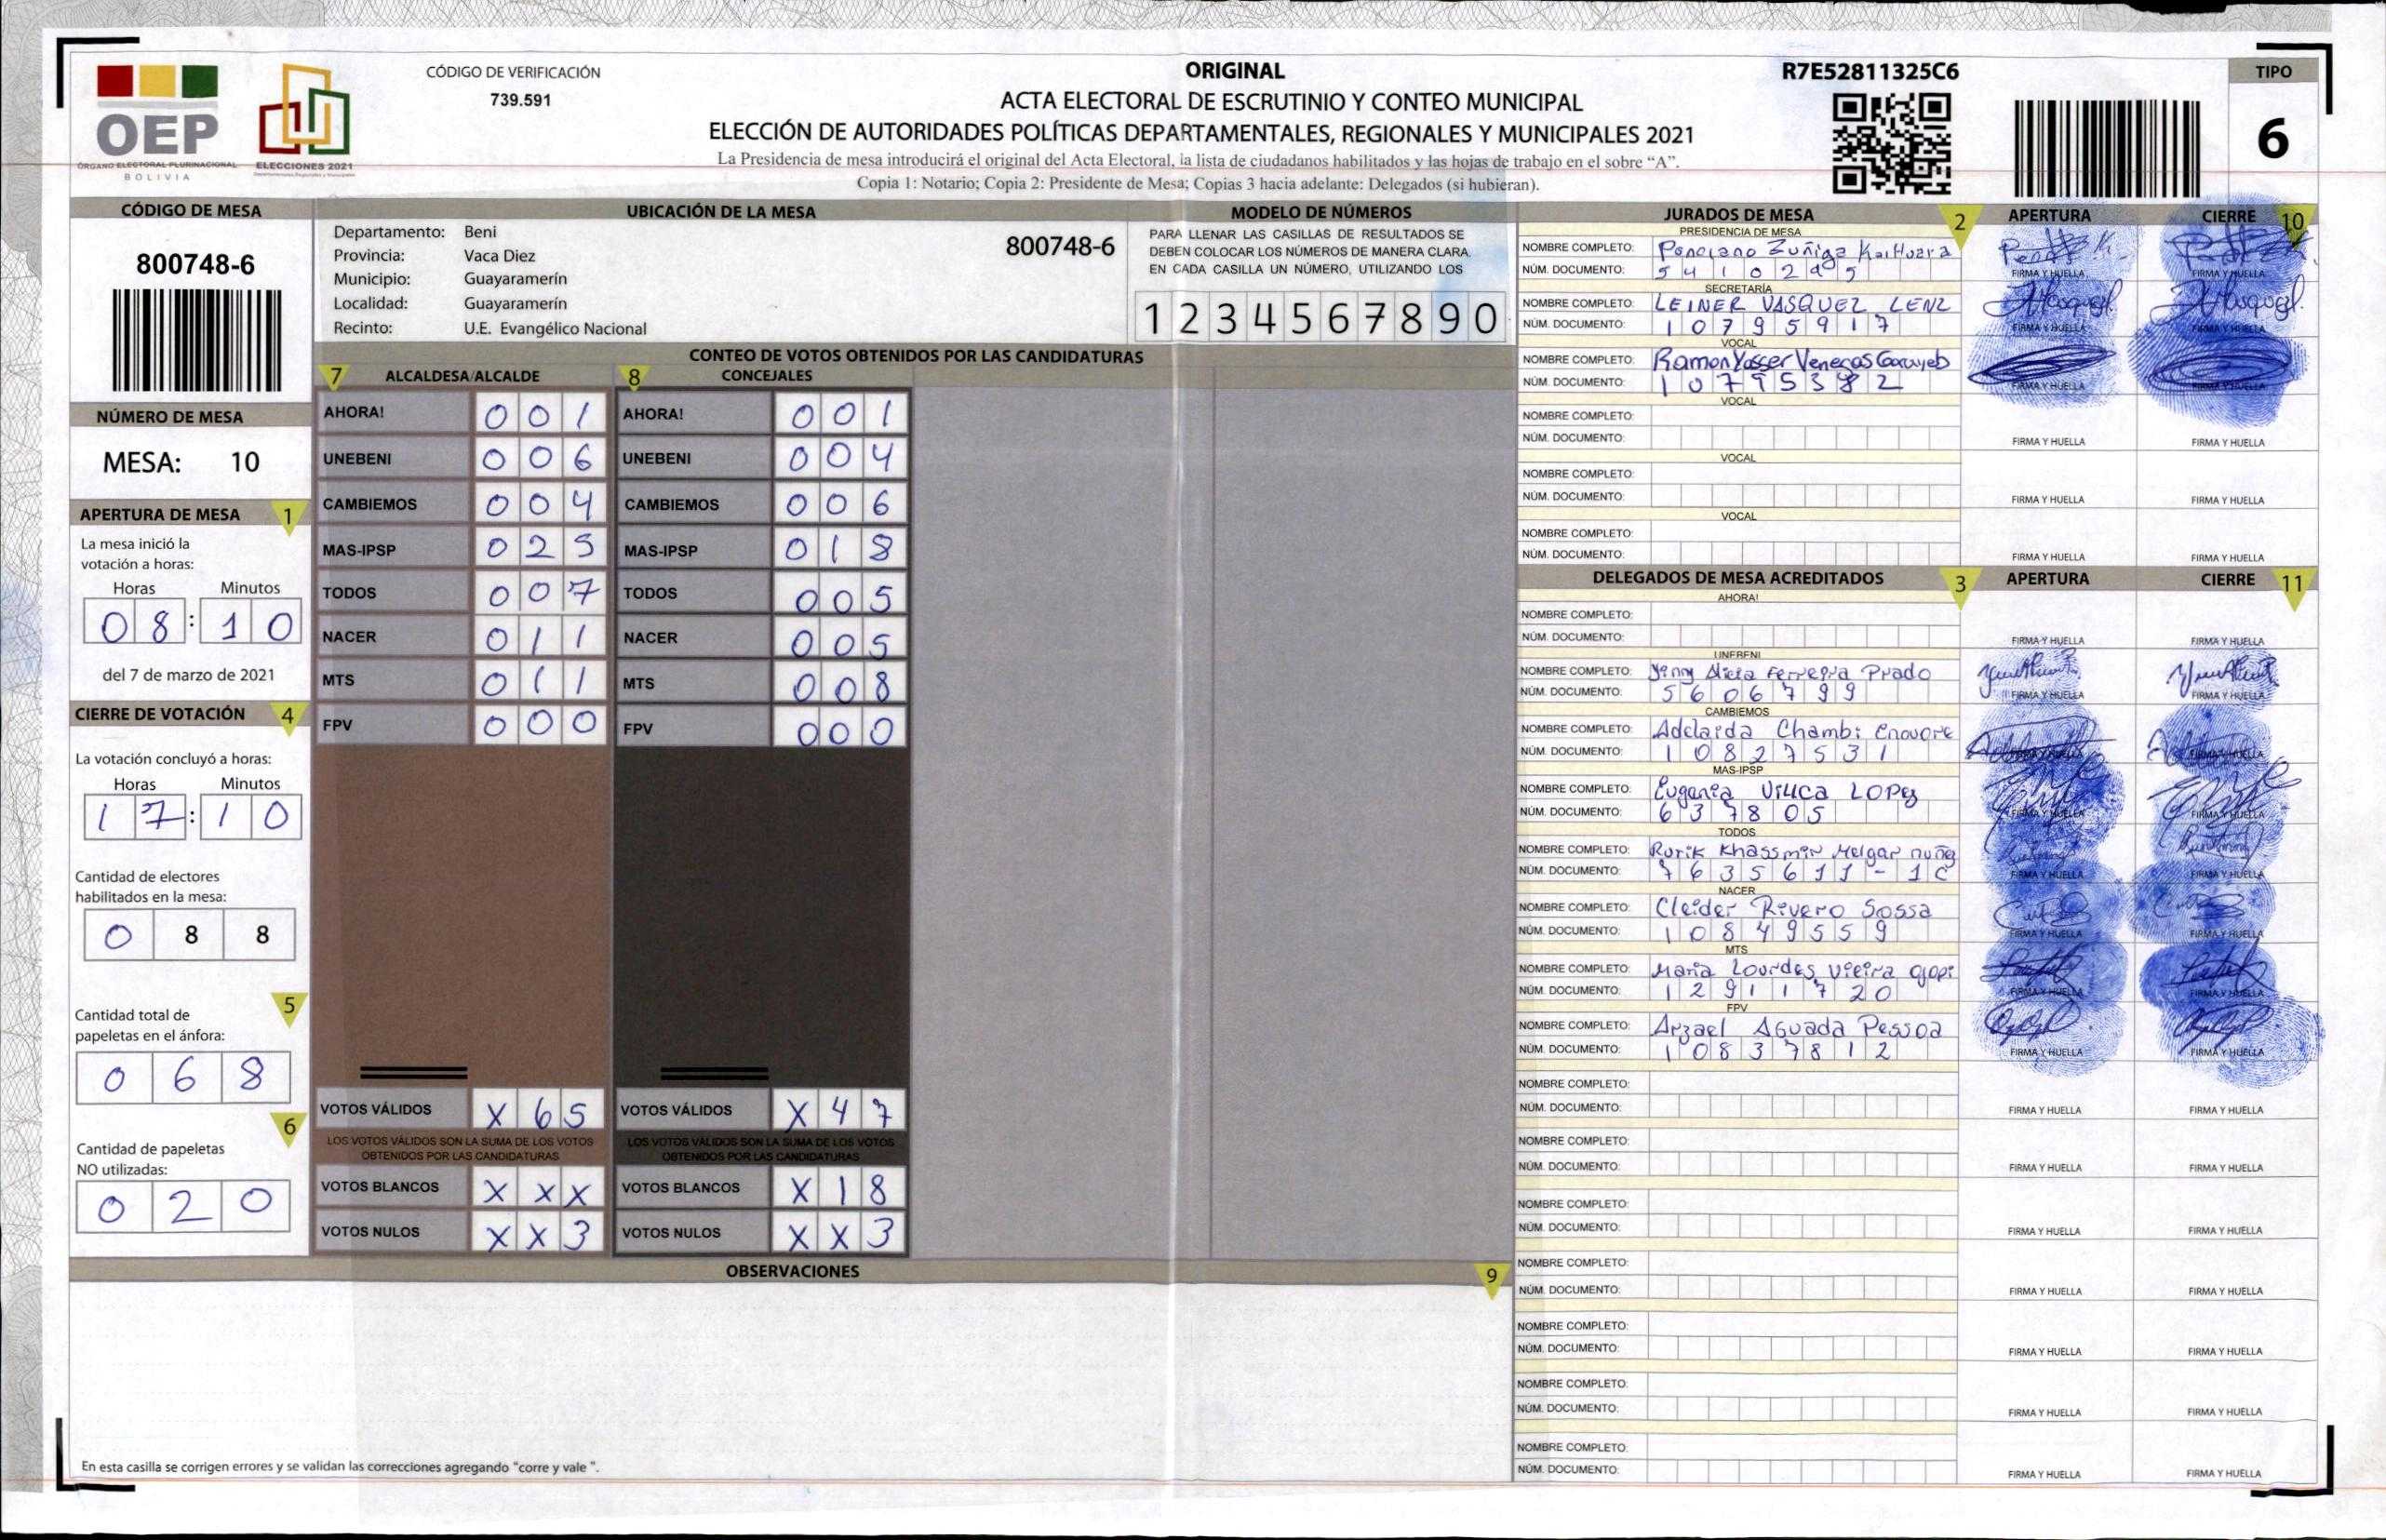 OEP
ÓRGANO ELECTORAL PLURINACIONAL
BOLIVIA
ELECCIONES 2021
CÓDIGO DE VERIFICACIÓN
739.591
ORIGINAL
ACTA ELECTORAL DE ESCRUTINIO Y CONTEO MUNICIPAL
ELECCIÓN DE AUTORIDADES POLÍTICAS DEPARTAMENTALES, REGIONALES Y MUNICIPALES 2021
La Presidencia de mesa introducirá el original del Acta Electoral, la lista de ciudadanos habilitados y las hojas de trabajo en el sobre “A”.
Copia 1: Notario; Copia 2: Presidente de Mesa; Copias 3 hacia adelante: Delegados (si hubieran).
R7E52811325C6
TIPO
6
CÓDIGO DE MESA
800748-6
NÚMERO DE MESA
MESA: 10
APERTURA DE MESA 1
La mesa inició la
votación a horas:
Horas Minutos
0 8 : 1 0
del 7 de marzo de 2021
CIERRE DE VOTACIÓN 4
La votación concluyó a horas:
Horas Minutos
1 7 : 1 0
Cantidad de electores
habilitados en la mesa:
0 8 8
5
Cantidad total de
papeletas en el ánfora:
0 6 8
6
Cantidad de papeletas
NO utilizadas:
0 2 0
UBICACIÓN DE LA MESA
Departamento: Beni
Provincia: Vaca Diez
Municipio: Guayaramerín
Localidad: Guayaramerín
Recinto: U.E. Evangélico Nacional
800748-6
MODELO DE NÚMEROS
PARA LLENAR LAS CASILLAS DE RESULTADOS SE
DEBEN COLOCAR LOS NÚMEROS DE MANERA CLARA.
EN CADA CASILLA UN NÚMERO, UTILIZANDO LOS
1 2 3 4 5 6 7 8 9 0
CONTEO DE VOTOS OBTENIDOS POR LAS CANDIDATURAS
7 ALCALDESA/ALCALDE 8 CONCEJALES
AHORA! 0 0 1 AHORA! 0 0 1
UNEBENI 0 0 6 UNEBENI 0 0 4
CAMBIEMOS 0 0 4 CAMBIEMOS 0 0 6
MAS-IPSP 0 2 5 MAS-IPSP 0 1 8
TODOS 0 0 7 TODOS 0 0 5
NACER 0 1 1 NACER 0 0 5
MTS 0 1 1 MTS 0 0 8
FPV 0 0 0 FPV 0 0 0
VOTOS VÁLIDOS X 6 5 VOTOS VÁLIDOS X 4 7
LOS VOTOS VÁLIDOS SON LA SUMA DE LOS VOTOS LOS VOTOS VÁLIDOS SON LA SUMA DE LOS VOTOS
OBTENIDOS POR LAS CANDIDATURAS OBTENIDOS POR LAS CANDIDATURAS
VOTOS BLANCOS X X X VOTOS BLANCOS X 1 8
VOTOS NULOS X X 3 VOTOS NULOS X X 3
OBSERVACIONES 9
En esta casilla se corrigen errores y se validan las correcciones agregando "corre y vale ".
JURADOS DE MESA 2 APERTURA CIERRE 10
PRESIDENCIA DE MESA
NOMBRE COMPLETO: Ponciano Zuñiga
NÚM. DOCUMENTO: 5 4 1 0 2 9 5 FIRMA Y HUELLA FIRMA Y HUELLA
SECRETARÍA
NOMBRE COMPLETO: LEINER VASQUEZ LENZ
NÚM. DOCUMENTO: 1 0 7 9 5 9 1 7 FIRMA Y HUELLA FIRMA Y HUELLA
VOCAL
NOMBRE COMPLETO: Ramon Yasser Venegas
NÚM. DOCUMENTO: 1 0 7 9 5 3 8 2 FIRMA Y HUELLA FIRMA Y HUELLA
VOCAL
NOMBRE COMPLETO:
NÚM. DOCUMENTO: FIRMA Y HUELLA FIRMA Y HUELLA
VOCAL
NOMBRE COMPLETO:
NÚM. DOCUMENTO: FIRMA Y HUELLA FIRMA Y HUELLA
VOCAL
NOMBRE COMPLETO:
NÚM. DOCUMENTO: FIRMA Y HUELLA FIRMA Y HUELLA
DELEGADOS DE MESA ACREDITADOS 3 APERTURA CIERRE 11
AHORA!
NOMBRE COMPLETO:
NÚM. DOCUMENTO: FIRMA Y HUELLA FIRMA Y HUELLA
UNEBENI
NOMBRE COMPLETO: Yiny Alicia Ferreira Prado
NÚM. DOCUMENTO: 5 6 0 6 7 9 9 FIRMA Y HUELLA FIRMA Y HUELLA
CAMBIEMOS
NOMBRE COMPLETO: Adelaida Chambi Enovore
NÚM. DOCUMENTO: 1 0 8 2 7 5 3 1 FIRMA Y HUELLA FIRMA Y HUELLA
MAS-IPSP
NOMBRE COMPLETO: Eugenia Villca LOPez
NÚM. DOCUMENTO: 6 3 7 8 0 5 FIRMA Y HUELLA FIRMA Y HUELLA
TODOS
NOMBRE COMPLETO: Rurik Khassmir Melgar nuñez
NÚM. DOCUMENTO: 7 6 3 5 6 1 1 - 1 C FIRMA Y HUELLA FIRMA Y HUELLA
NACER
NOMBRE COMPLETO: Cleider Rivero Sossa
NÚM. DOCUMENTO: 1 0 8 4 9 5 5 9 FIRMA Y HUELLA FIRMA Y HUELLA
MTS
NOMBRE COMPLETO: Maria Lourdes Vieira Ojopi
NÚM. DOCUMENTO: 1 2 9 1 1 7 2 0 FIRMA Y HUELLA FIRMA Y HUELLA
FPV
NOMBRE COMPLETO: Arzael Aguada Pessoa
NÚM. DOCUMENTO: 1 0 8 3 7 8 1 2 FIRMA Y HUELLA FIRMA Y HUELLA
NOMBRE COMPLETO:
NÚM. DOCUMENTO: FIRMA Y HUELLA FIRMA Y HUELLA
NOMBRE COMPLETO:
NÚM. DOCUMENTO: FIRMA Y HUELLA FIRMA Y HUELLA
NOMBRE COMPLETO:
NÚM. DOCUMENTO: FIRMA Y HUELLA FIRMA Y HUELLA
NOMBRE COMPLETO:
NÚM. DOCUMENTO: FIRMA Y HUELLA FIRMA Y HUELLA
NOMBRE COMPLETO:
NÚM. DOCUMENTO: FIRMA Y HUELLA FIRMA Y HUELLA
NOMBRE COMPLETO:
NÚM. DOCUMENTO: FIRMA Y HUELLA FIRMA Y HUELLA
NOMBRE COMPLETO:
NÚM. DOCUMENTO: FIRMA Y HUELLA FIRMA Y HUELLA